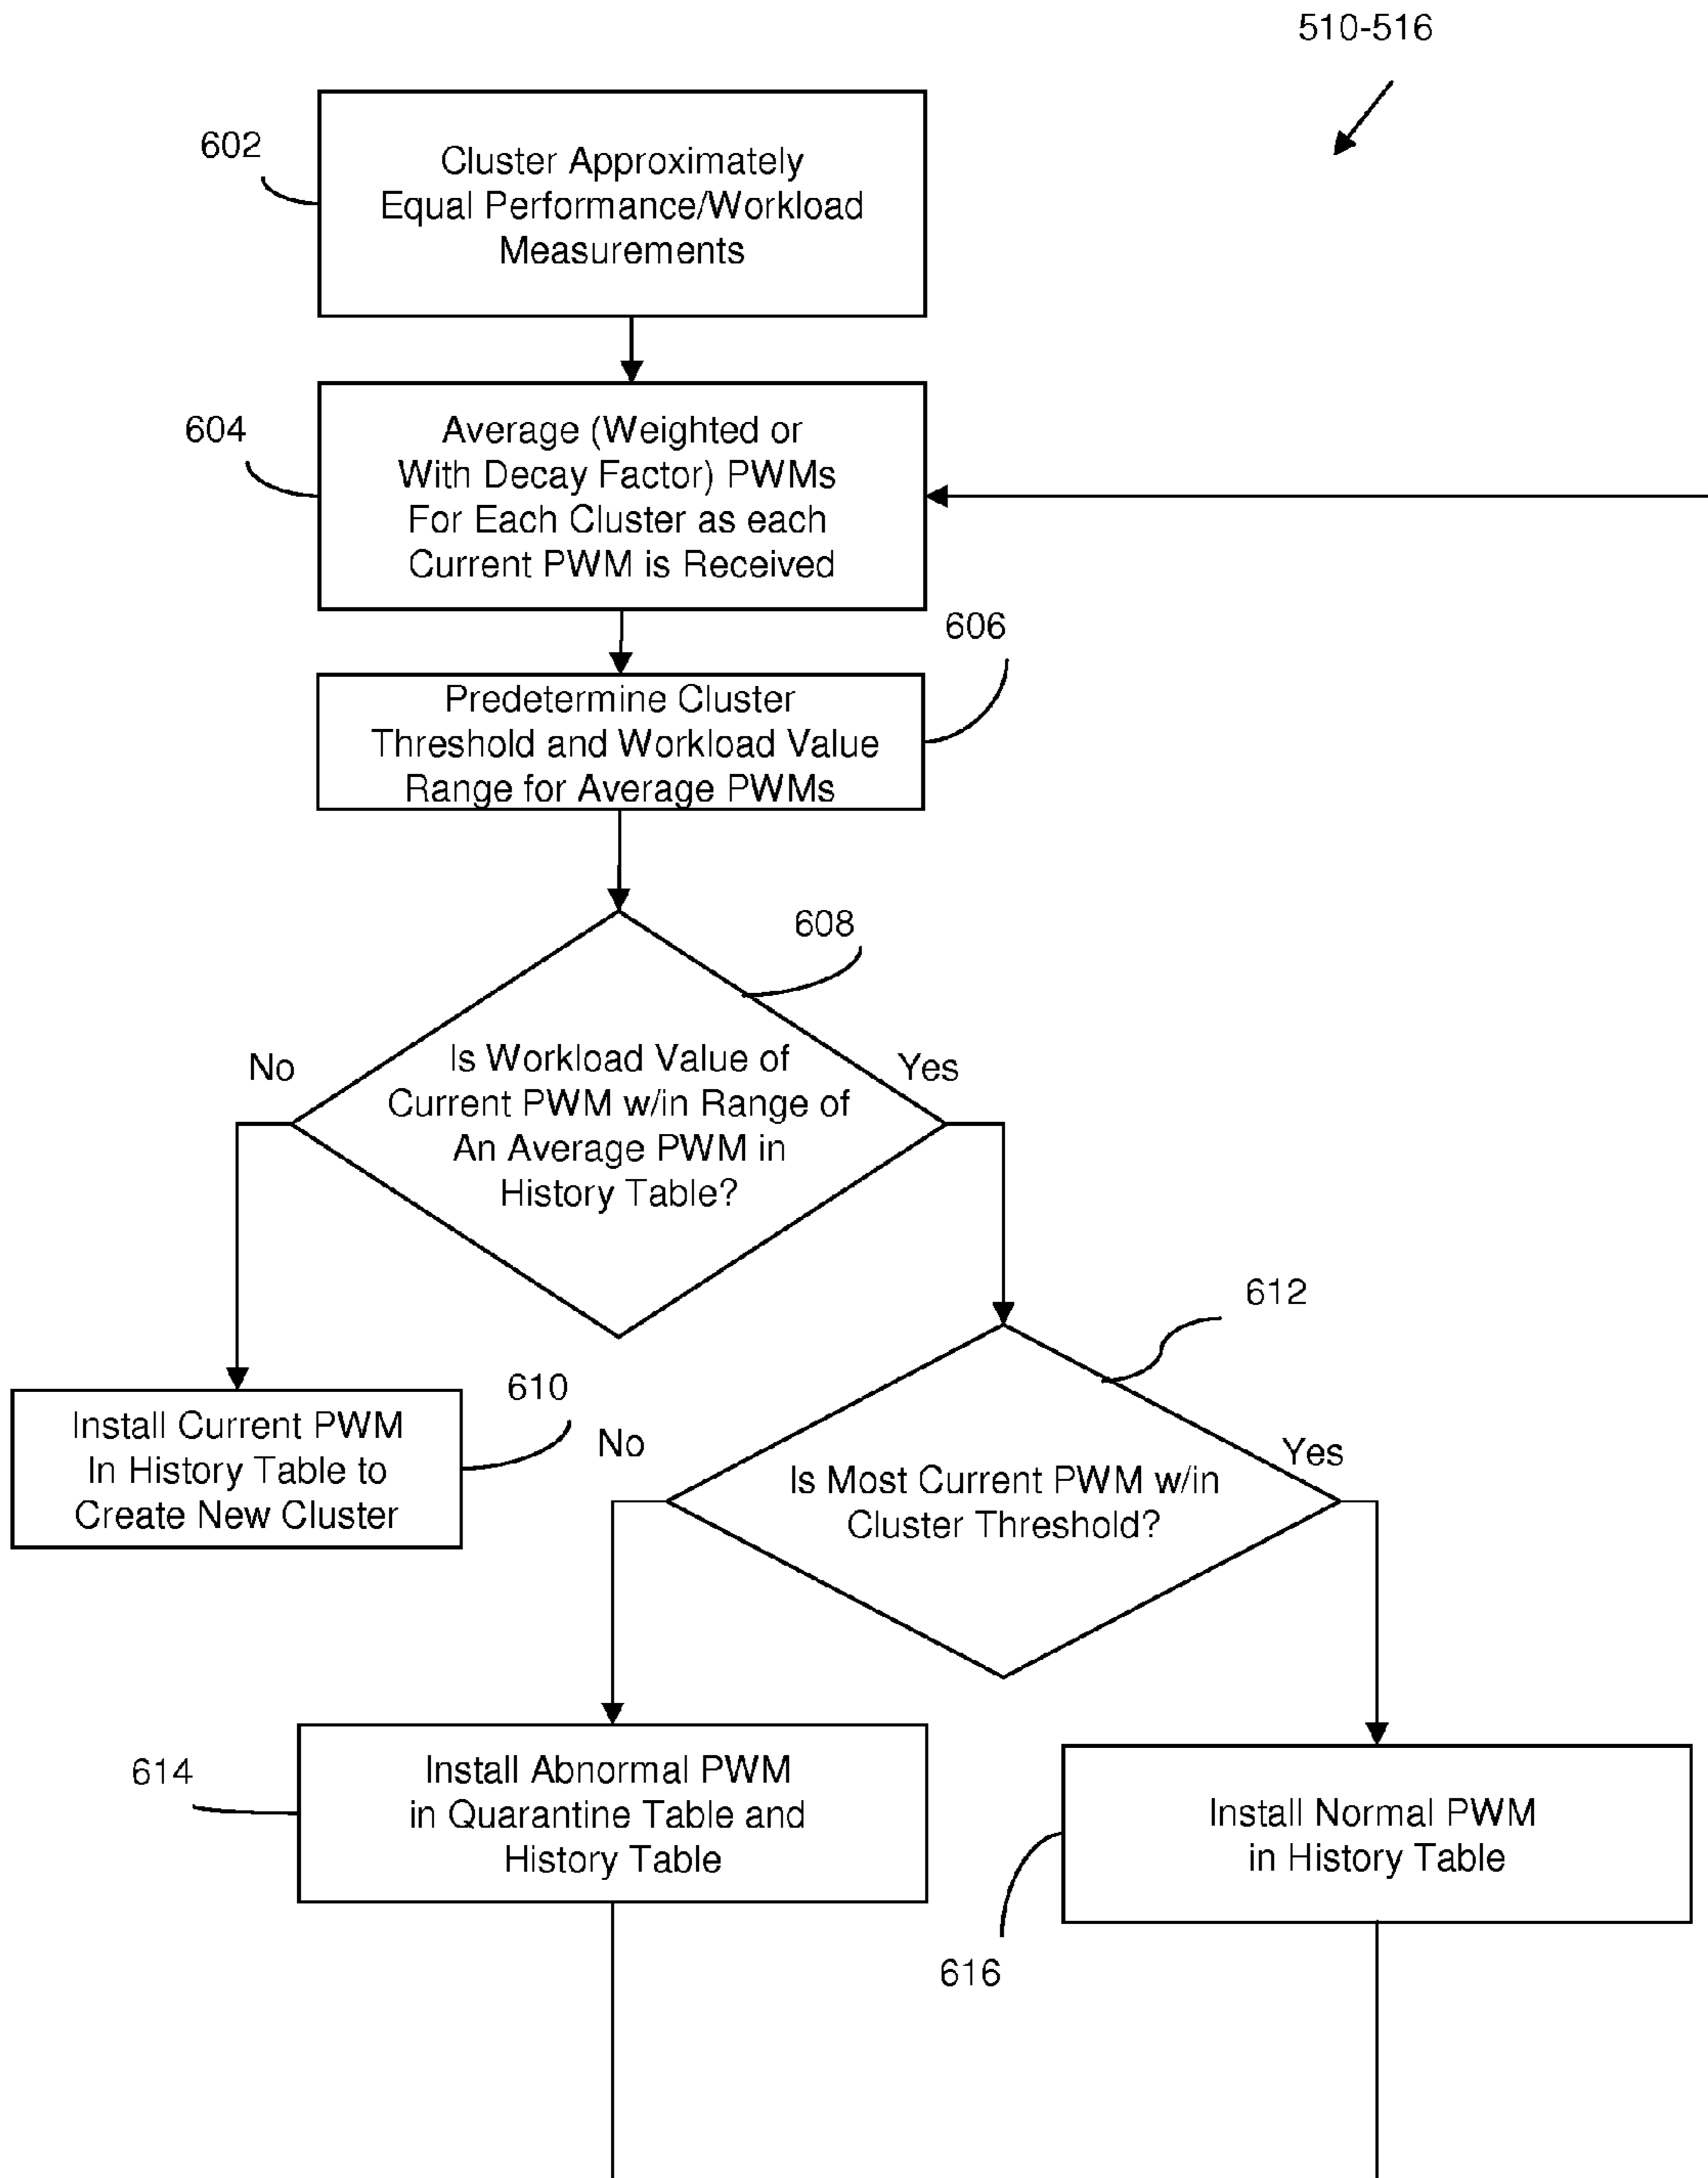 510-516
602
Cluster Approximately
Equal Performance/Workload
Measurements
604
Average (Weighted or
With Decay Factor) PWMs
For Each Cluster as each
Current PWM is Received
606
Predetermine Cluster
Threshold and Workload Value
Range for Average PWMs
608
No
Yes
Is Workload Value of
Current PWM w/in Range of
An Average PWM in
History Table?
612
610
Install Current PWM
In History Table to
Create New Cluster
No
Yes
Is Most Current PWM w/in
Cluster Threshold?
614
Install Abnormal PWM
in Quarantine Table and
History Table
Install Normal PWM
in History Table
616